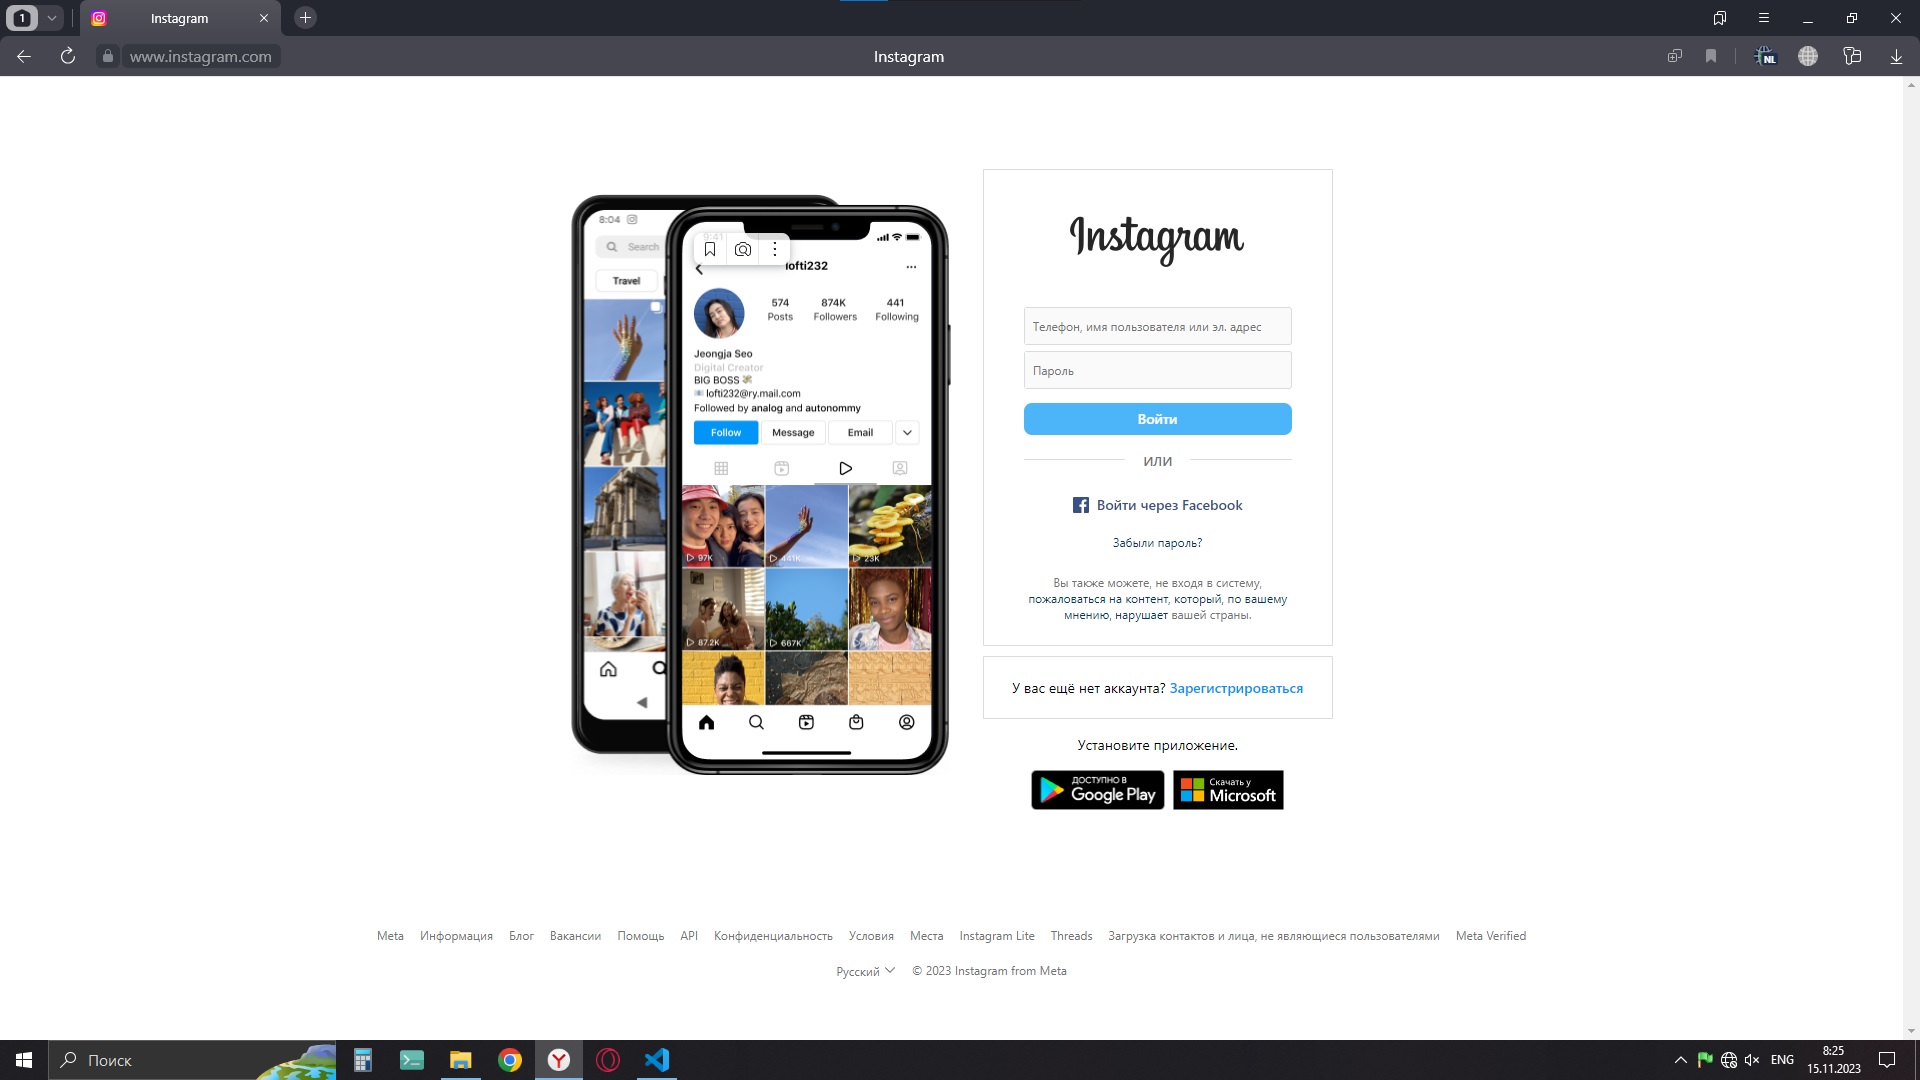 1
Instagram
www.instagram.com
Instagram
NL
8:04
Search
Travel
9:41
lofti232
574
874K
441
Posts
Followers
Following
Jeongja Seo
Digital Creator
BIG BOSS
lofti232@ry.mail.com
Followed by analog and autonommy
Follow
Message
Email
97K
441K
23K
87.2K
667K
Instagram
Телефон, имя пользователя или эл. адрес
Пароль
Войти
ИЛИ
Войти через Facebook
Забыли пароль?
Вы также можете, не входя в систему,
пожаловаться на контент, который, по вашему
мнению, нарушает вашей страны.
У вас ещё нет аккаунта? Зарегистрироваться
Установите приложение.
ДОСТУПНО В
Google Play
Скачать у
Microsoft
Meta Информация Блог Вакансии Помощь API Конфиденциальность Условия Места Instagram Lite Threads Загрузка контактов и лица, не являющиеся пользователями Meta Verified
Русский © 2023 Instagram from Meta
Поиск
ENG
8:25
15.11.2023